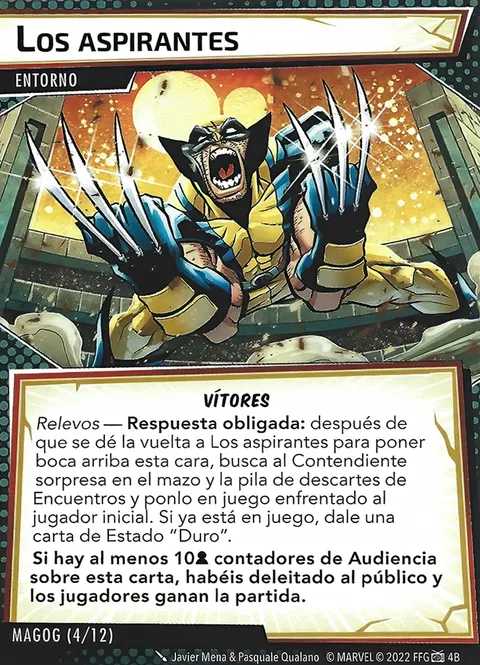 Los aspirantes
ENTORNO
VÍTORES
Relevos — Respuesta obligada: después de
que se dé la vuelta a Los aspirantes para poner
boca arriba esta cara, busca al Contendiente
sorpresa en el mazo y la pila de descartes de
Encuentros y ponlo en juego enfrentado al
jugador inicial. Si ya está en juego, dale una
carta de Estado “Duro”.
Si hay al menos 10 contadores de Audiencia
sobre esta carta, habéis deleitado al público y
los jugadores ganan la partida.
MAGOG (4/12)
Javier Mena & Pasquale Qualano © MARVEL © 2022 FFG 4B